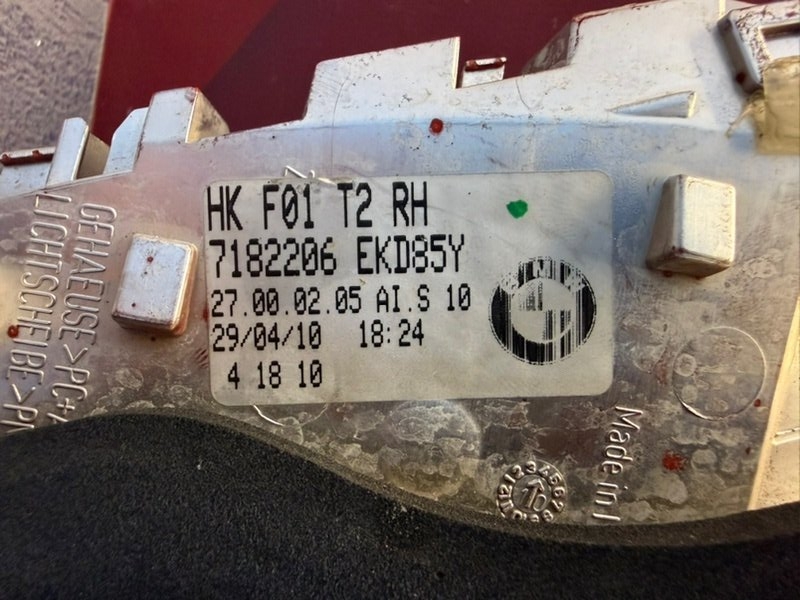 HK F01 T2 RH
7182206 EKD85Y
27.00.02.05 AI.S 10
29/04/10 18:24
4 18 10
GEHAEUSE >PC+
LICHTSCHEIBE >P
Made in I
10